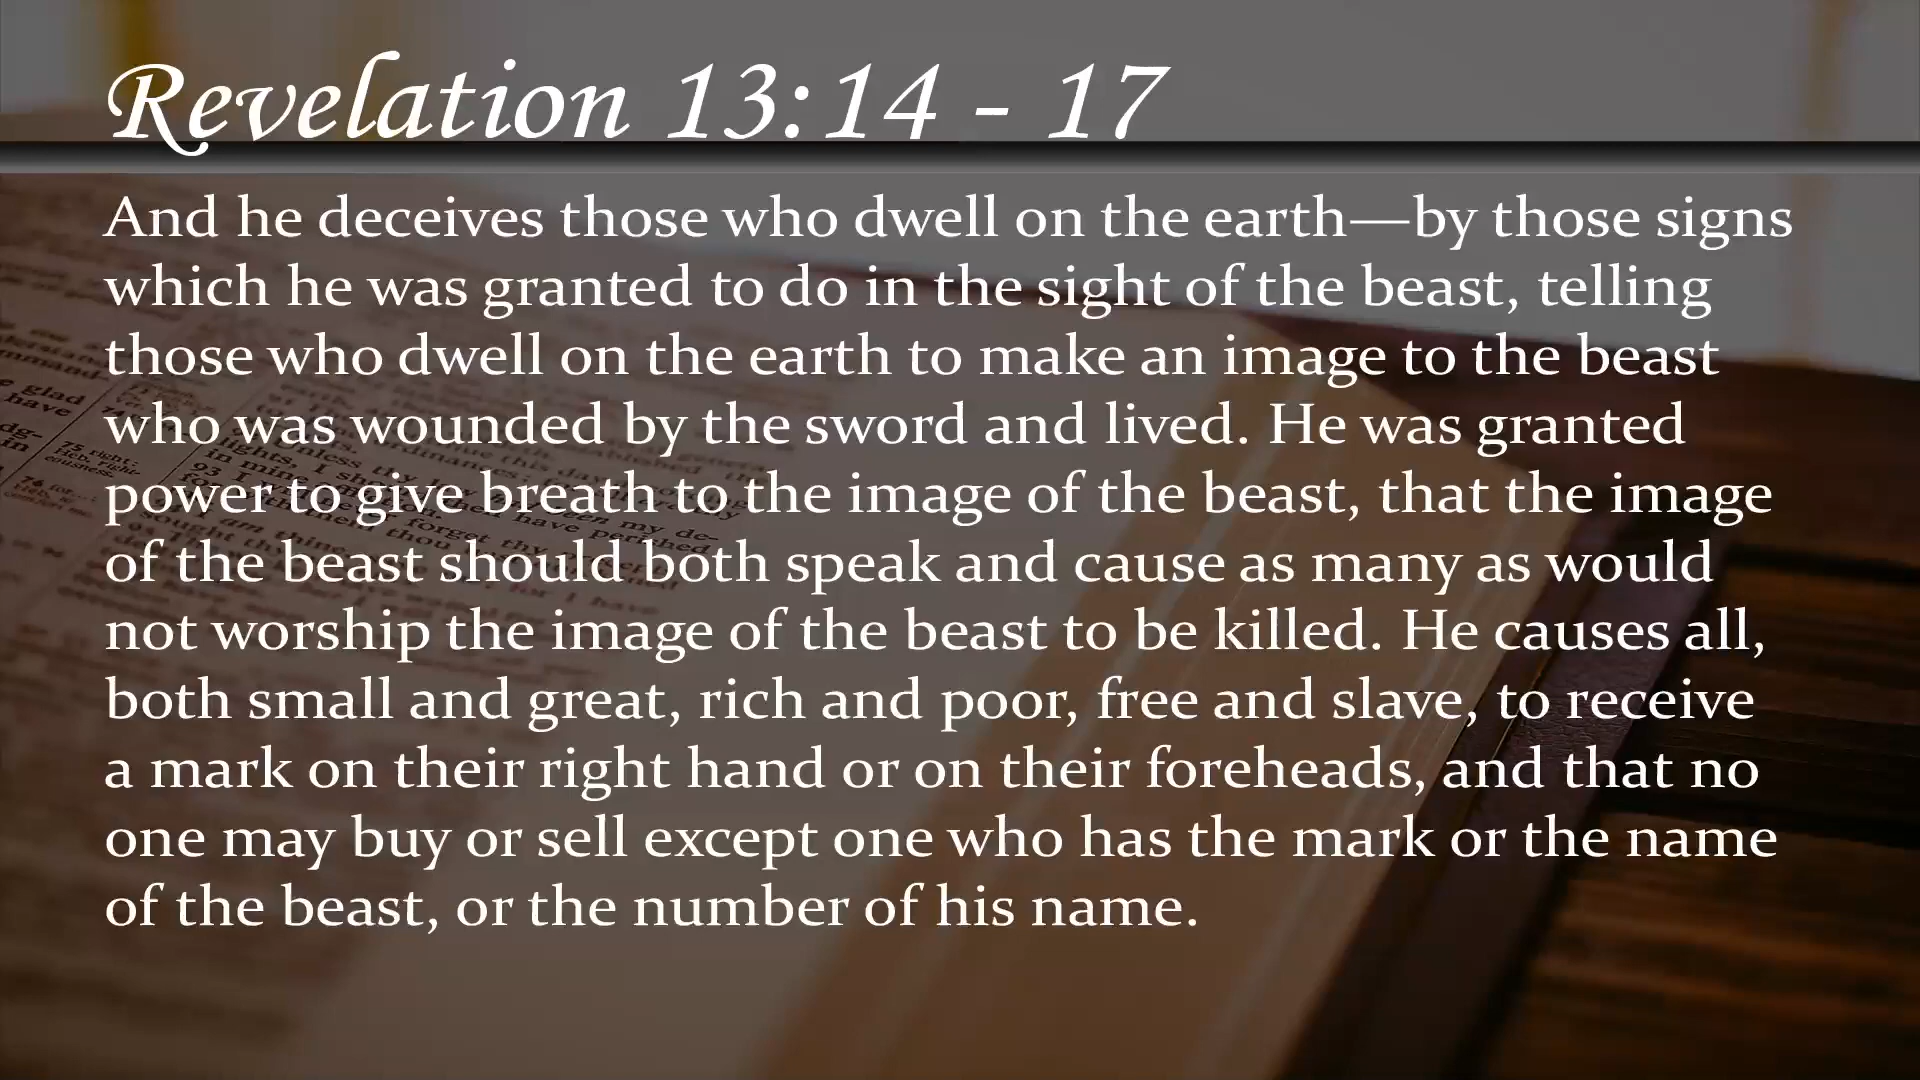 Revelation 13:14 - 17
And he deceives those who dwell on the earth—by those signs
which he was granted to do in the sight of the beast, telling
those who dwell on the earth to make an image to the beast
who was wounded by the sword and lived. He was granted
power to give breath to the image of the beast, that the image
of the beast should both speak and cause as many as would
not worship the image of the beast to be killed. He causes all,
both small and great, rich and poor, free and slave, to receive
a mark on their right hand or on their foreheads, and that no
one may buy or sell except one who has the mark or the name
of the beast, or the number of his name.